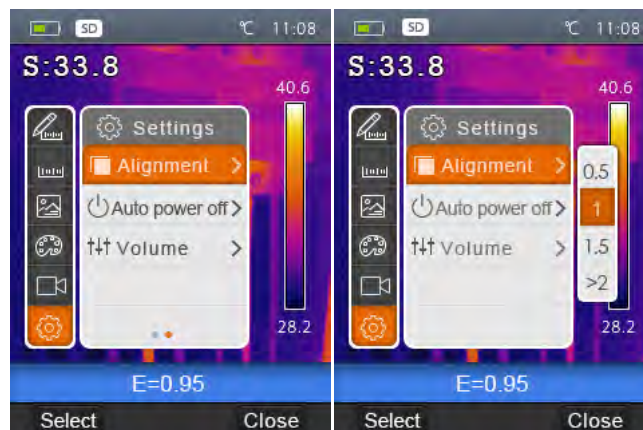 SD ℃ 11:08
S:33.8
40.6
Settings
Alignment >
Auto power off >
Volume >
28.2
E=0.95
Select Close
SD ℃ 11:08
S:33.8
40.6
Settings
Alignment >
0.5
Auto power off >
1
Volume >
1.5
>2
28.2
E=0.95
Select Close